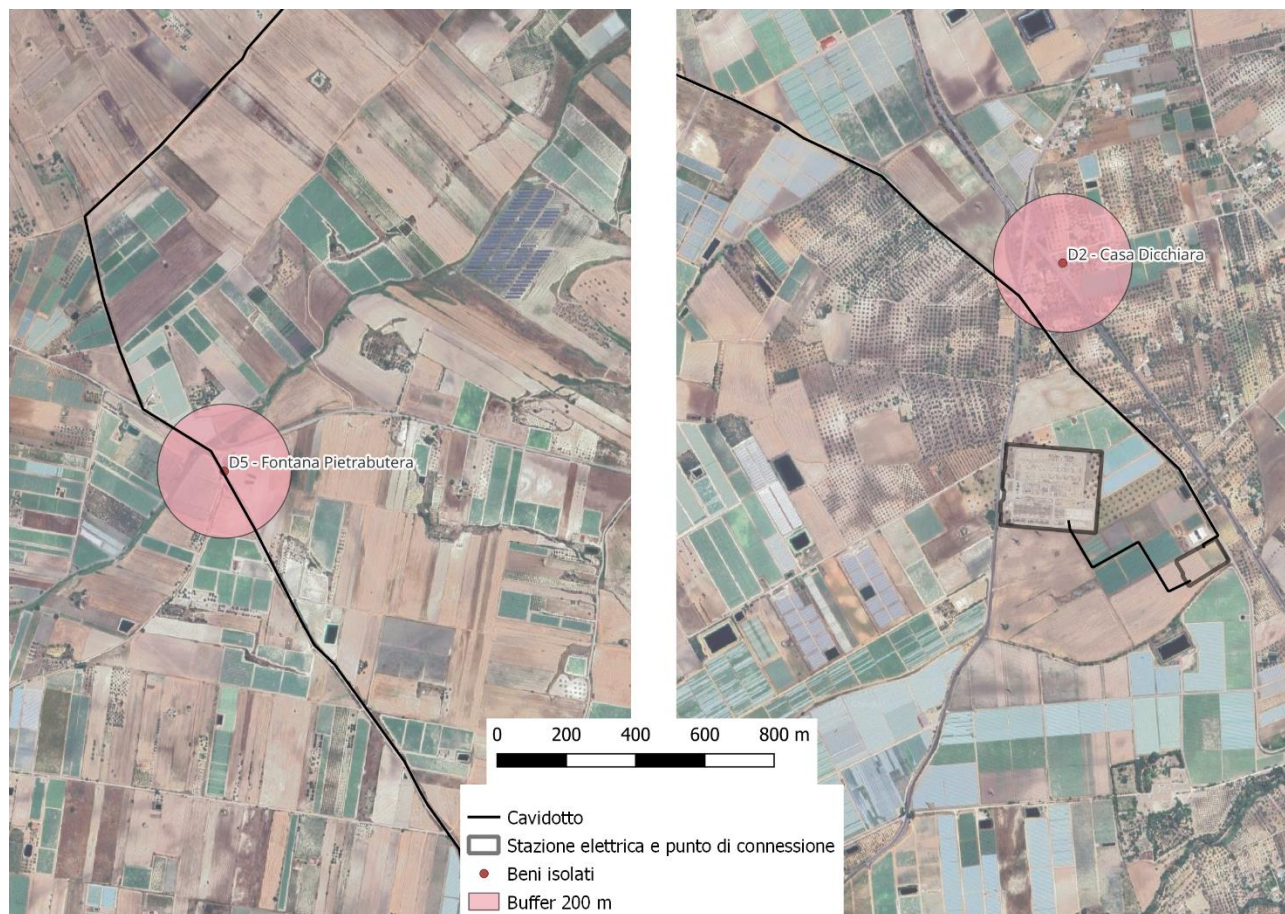 D2 - Casa Dicchiara
D5 - Fontana Pietrabutera
0 200 400 600 800 m
Cavidotto
Stazione elettrica e punto di connessione
Beni isolati
Buffer 200 m